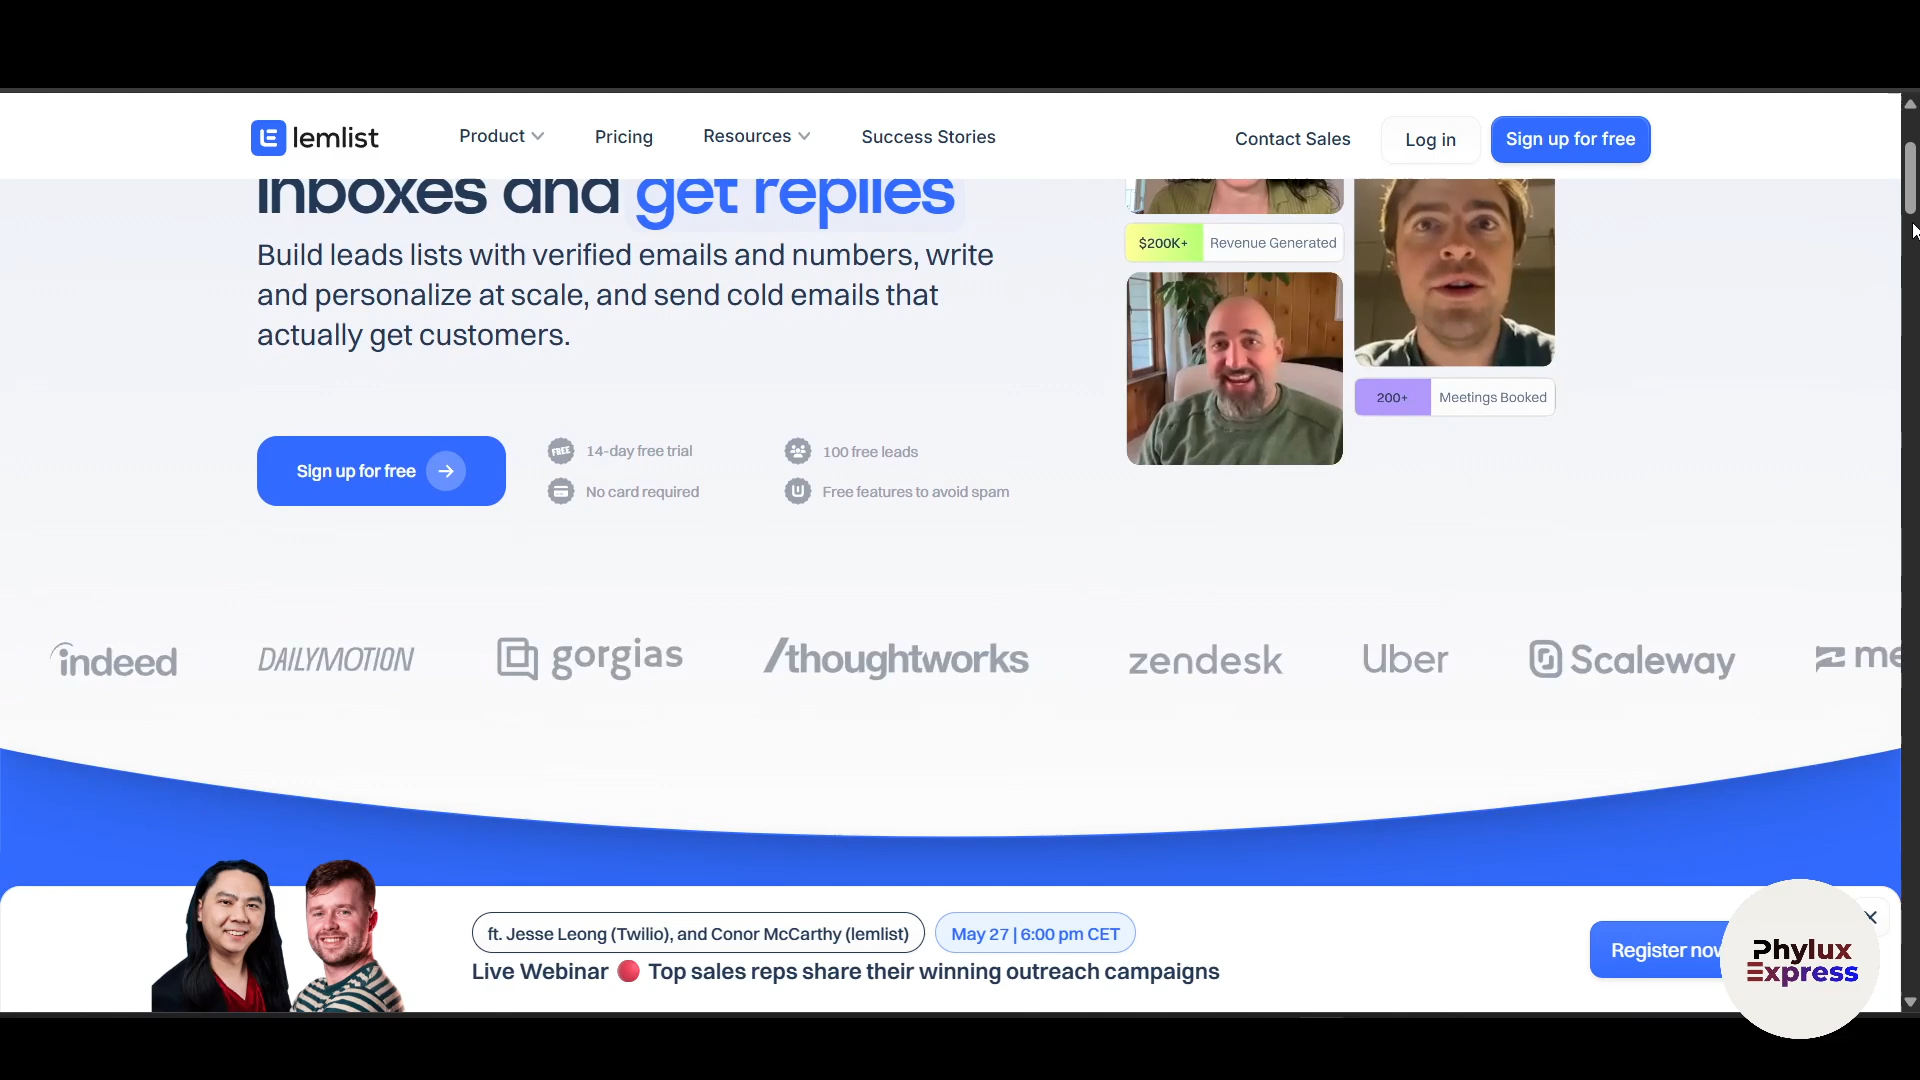 lemlist
Product
Pricing
Resources
Success Stories
Contact Sales
Log in
Sign up for free
inboxes and get replies
Build leads lists with verified emails and numbers, write
and personalize at scale, and send cold emails that
actually get customers.
$200K+ Revenue Generated
200+ Meetings Booked
Sign up for free
FREE 14-day free trial
100 free leads
No card required
Free features to avoid spam
indeed
DAILYMOTION
gorgias
/thoughtworks
zendesk
Uber
Scaleway
me
ft. Jesse Leong (Twilio), and Conor McCarthy (lemlist)
May 27 | 6:00 pm CET
Live Webinar 🔴 Top sales reps share their winning outreach campaigns
Register now
Phylux
Express